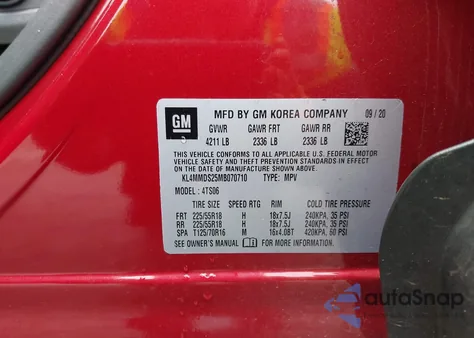 GM
MFD BY GM KOREA COMPANY 09/20
GVWR GAWR FRT GAWR RR
4211 LB 2336 LB 2336 LB
THIS VEHICLE CONFORMS TO ALL APPLICABLE U.S. FEDERAL MOTOR
VEHICLE SAFETY AND THEFT PREVENTION STANDARDS IN EFFECT ON
THE DATE OF MANUFACTURE SHOWN ABOVE.
KL4MMDS25MB070710 TYPE: MPV
MODEL: 4TS06
TIRE SIZE SPEED RTG RIM COLD TIRE PRESSURE
FRT 225/55R18 H 18x7.5J 240KPA, 35 PSI
RR 225/55R18 H 18x7.5J 240KPA, 35 PSI
SPA T125/70R16 M 16x4.0BT 420KPA, 60 PSI
SEE OWNER'S MANUAL FOR MORE INFORMATION.
autoSnap